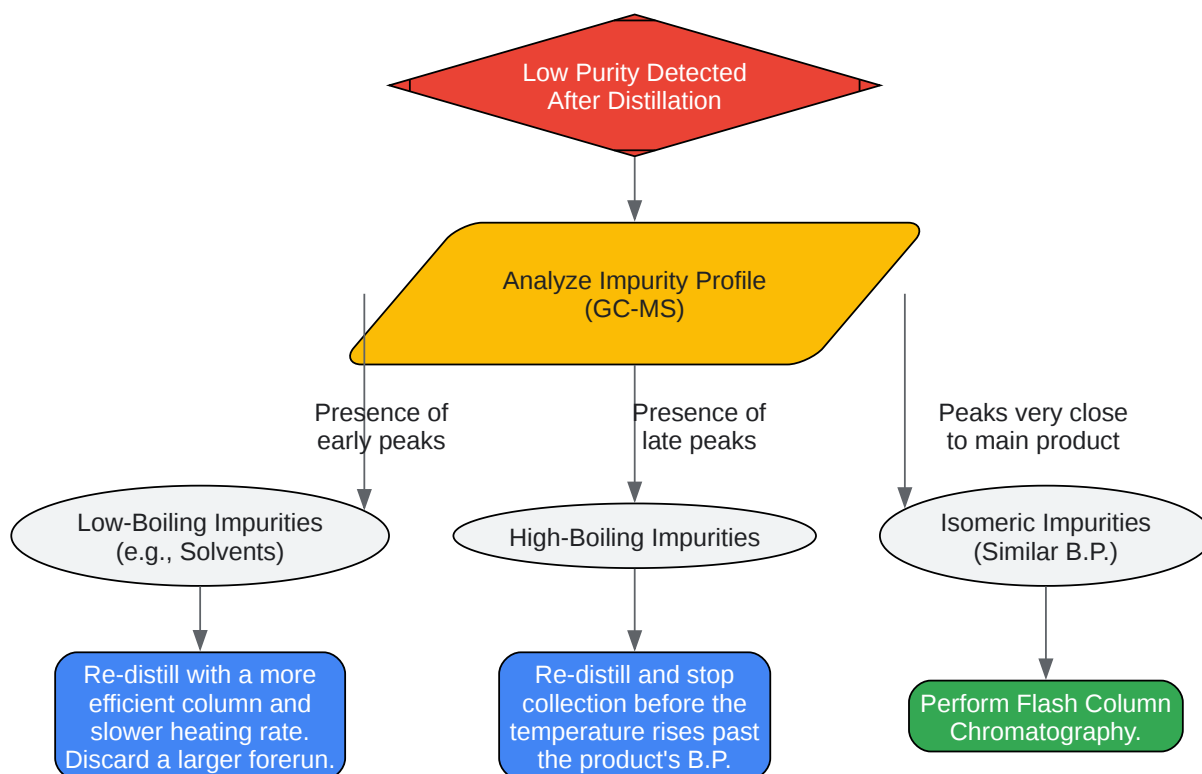 Low Purity Detected
After Distillation
Analyze Impurity Profile
(GC-MS)
Presence of
early peaks
Presence of
late peaks
Peaks very close
to main product
Low-Boiling Impurities
(e.g., Solvents)
High-Boiling Impurities
Isomeric Impurities
(Similar B.P.)
Re-distill with a more
efficient column and
slower heating rate.
Discard a larger forerun.
Re-distill and stop
collection before the
temperature rises past
the product's B.P.
Perform Flash Column
Chromatography.